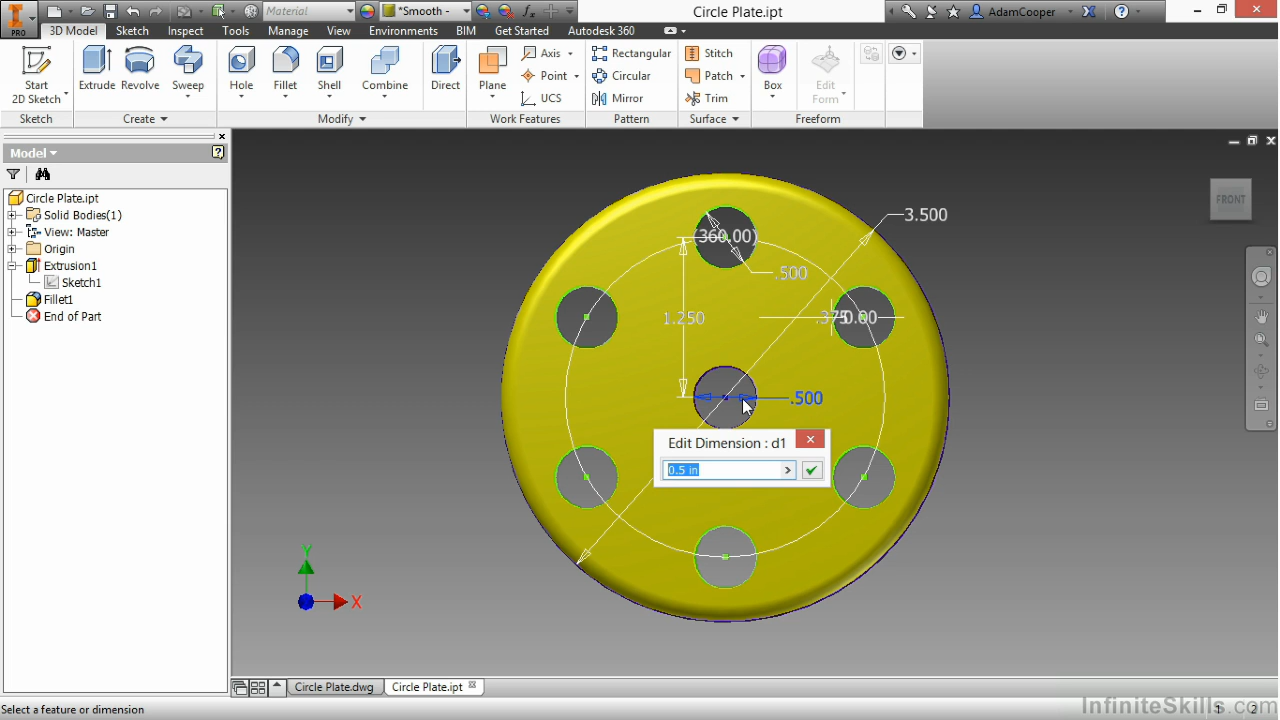 Material
*Smooth -
Circle Plate.ipt
AdamCooper
PRO
3D Model
Sketch
Inspect
Tools
Manage
View
Environments
BIM
Get Started
Autodesk 360
Start
2D Sketch
Extrude
Revolve
Sweep
Hole
Fillet
Shell
Combine
Direct
Plane
Axis
Point
UCS
Rectangular
Circular
Mirror
Stitch
Patch
Trim
Box
Edit
Form
Sketch
Create
Modify
Work Features
Pattern
Surface
Freeform
Model
Circle Plate.ipt
Solid Bodies(1)
View: Master
Origin
Extrusion1
Sketch1
Fillet1
End of Part
FRONT
3.500
360.00)
.500
1.250
.500
Edit Dimension : d1
0.5 in
Y
X
Circle Plate.dwg
Circle Plate.ipt
Select a feature or dimension
1
2
InfiniteSkills.com